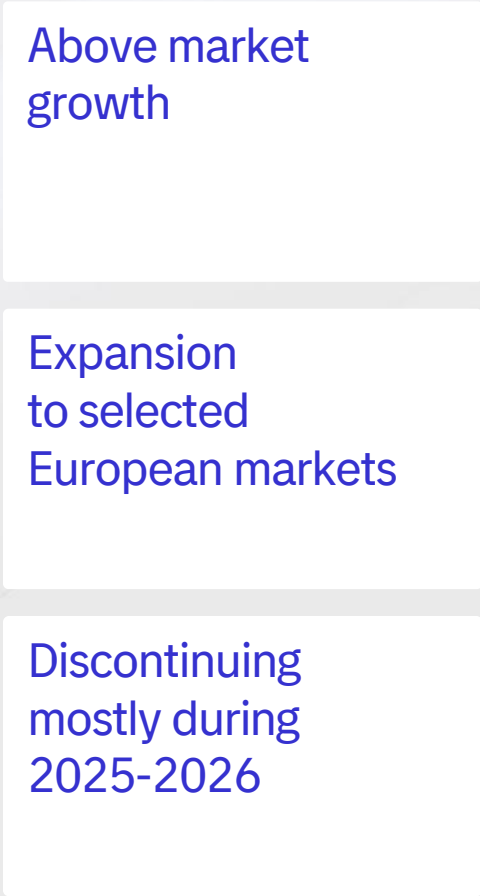 Above market
growth
Expansion
to selected
European markets
Discontinuing
mostly during
2025-2026